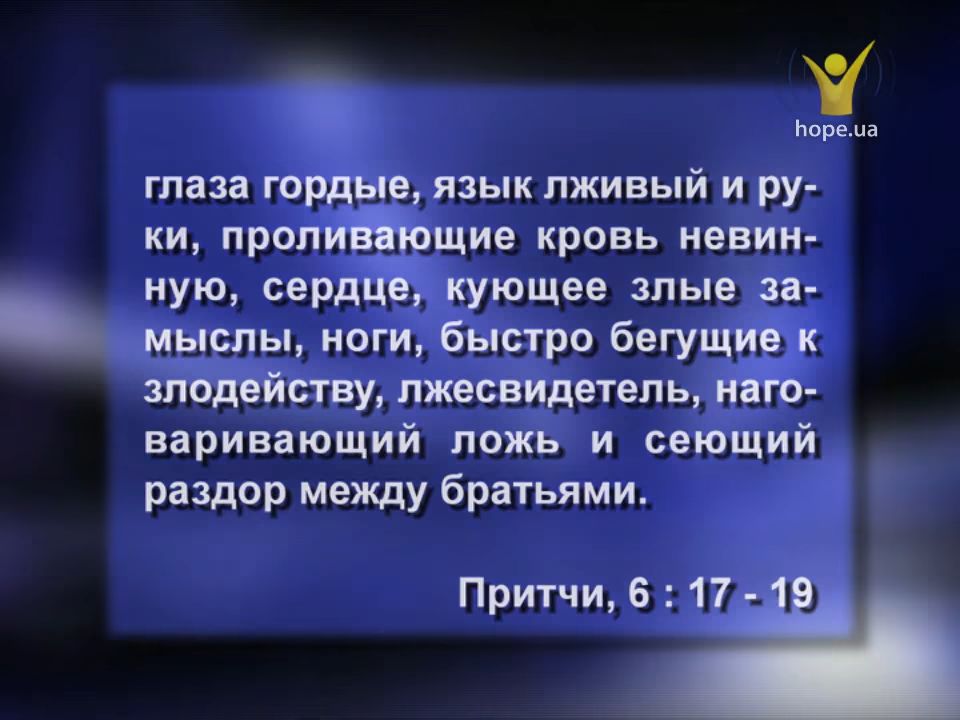 hope.ua
глаза гордые, язык лживый и ру-
ки, проливающие кровь невин-
ную, сердце, кующее злые за-
мыслы, ноги, быстро бегущие к
злодейству, лжесвидетель, наго-
варивающий ложь и сеющий
раздор между братьями.
Притчи, 6 : 17 - 19